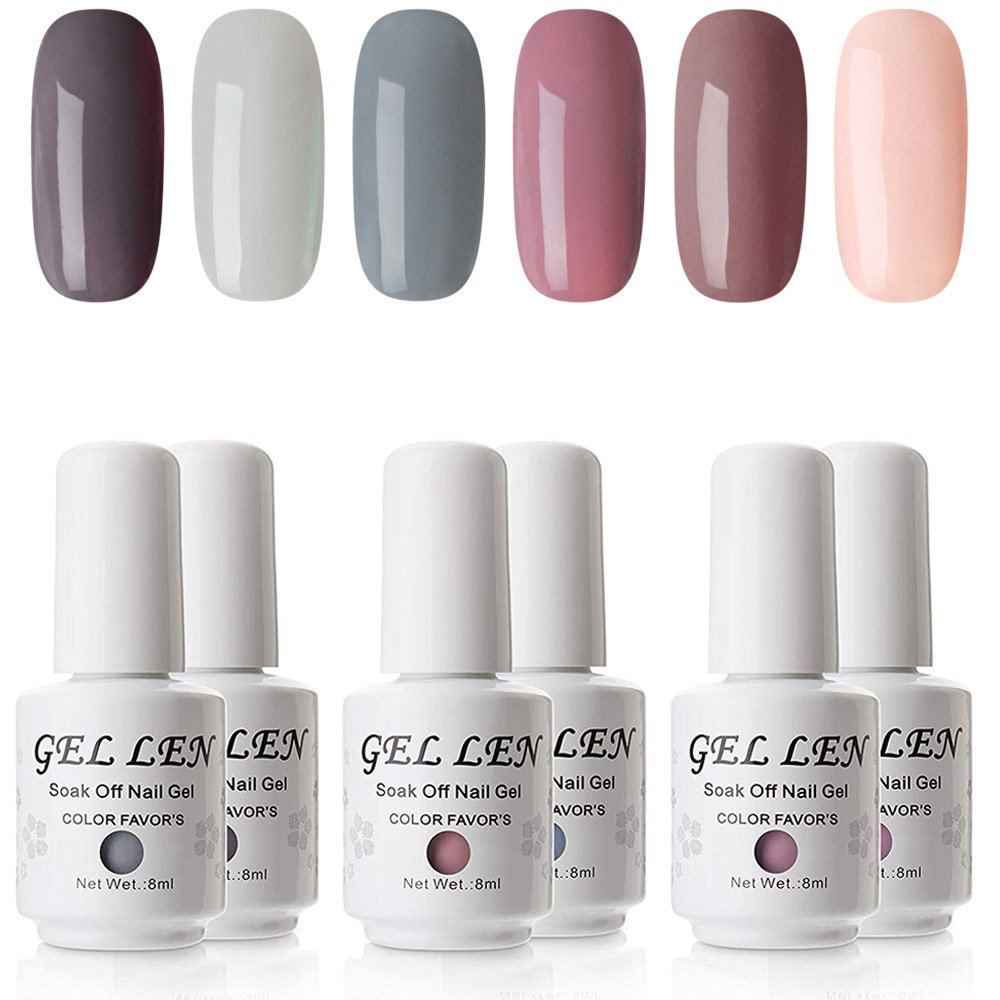 GEL LEN
Soak Off Nail Gel
COLOR FAVOR'S
Net Wet.:8ml
LEN
Nail Gel
FAVOR'S
:8ml
GEL LEN
Soak Off Nail Gel
COLOR FAVOR'S
Net Wet.:8ml
LEN
Nail Gel
FAVOR'S
:8ml
GEL LEN
Soak Off Nail Gel
COLOR FAVOR'S
Net Wet.:8ml
LEN
Nail Gel
FAVOR'S
:8ml